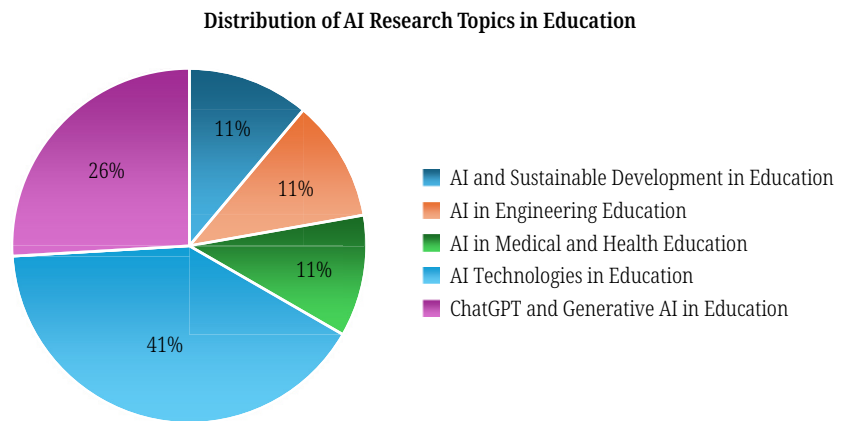 Distribution of AI Research Topics in Education
11%
26%
11%
11%
41%
AI and Sustainable Development in Education
AI in Engineering Education
AI in Medical and Health Education
AI Technologies in Education
ChatGPT and Generative AI in Education